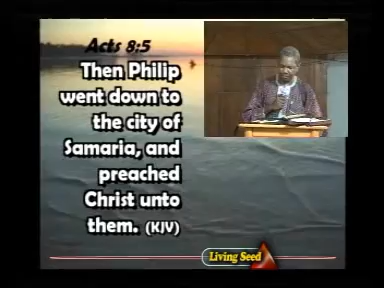 Acts 8:5
Then Philip
went down to
the city of
Samaria, and
preached
Christ unto
them. (KJV)
Living Seed